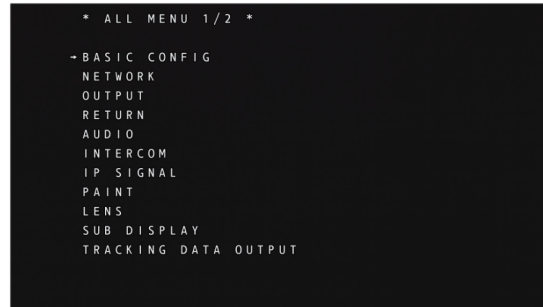 * ALL MENU 1/2 *
→BASIC CONFIG
NETWORK
OUTPUT
RETURN
AUDIO
INTERCOM
IP SIGNAL
PAINT
LENS
SUB DISPLAY
TRACKING DATA OUTPUT